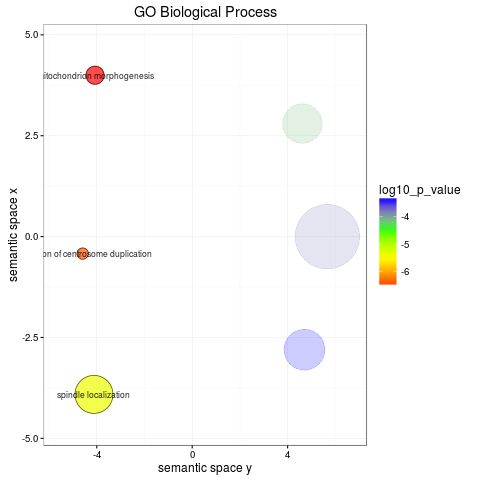 GO Biological Process
5.0
2.5
0.0
-2.5
-5.0
semantic space x
itochondrion morphogenesis
on of centrosome duplication
spindle localization
-4
0
4
semantic space y
log10_p_value
-4
-5
-6